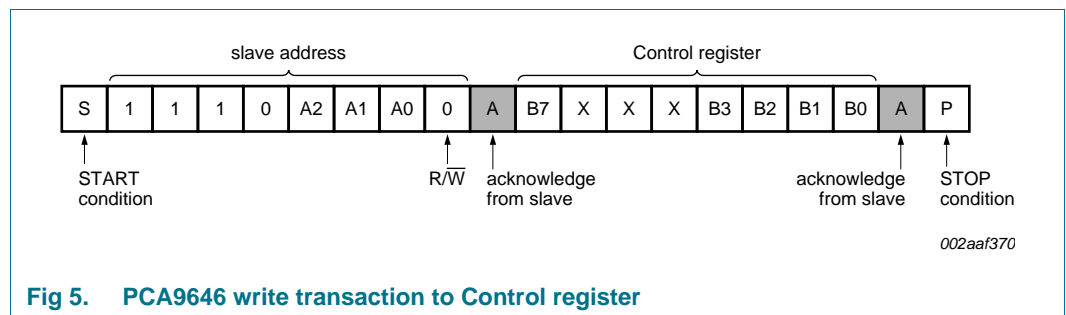 slave address Control register
S 1 1 1 0 A2 A1 A0 0 A B7 X X X B3 B2 B1 B0 A P
START condition R/W̅ acknowledge from slave acknowledge from slave STOP condition
002aaf370
Fig 5. PCA9646 write transaction to Control register